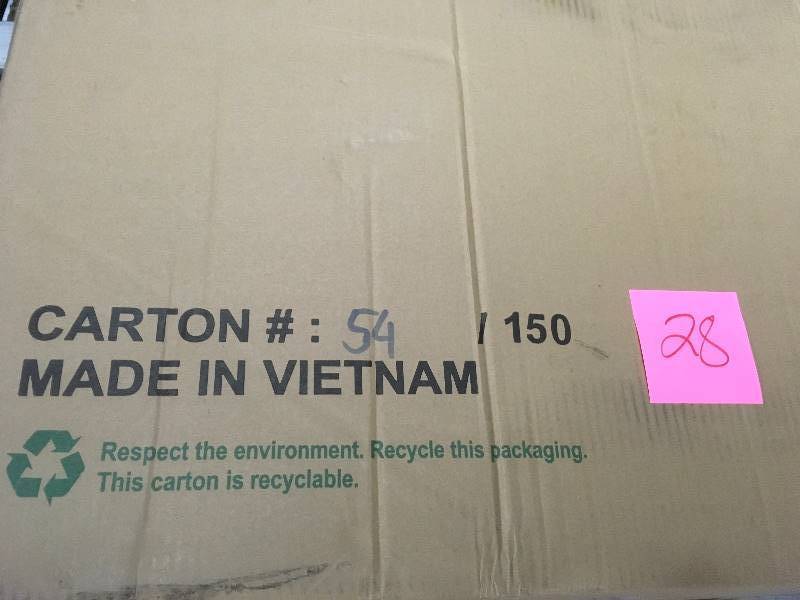 CARTON # : 54 / 150
28
MADE IN VIETNAM
Respect the environment. Recycle this packaging.
This carton is recyclable.